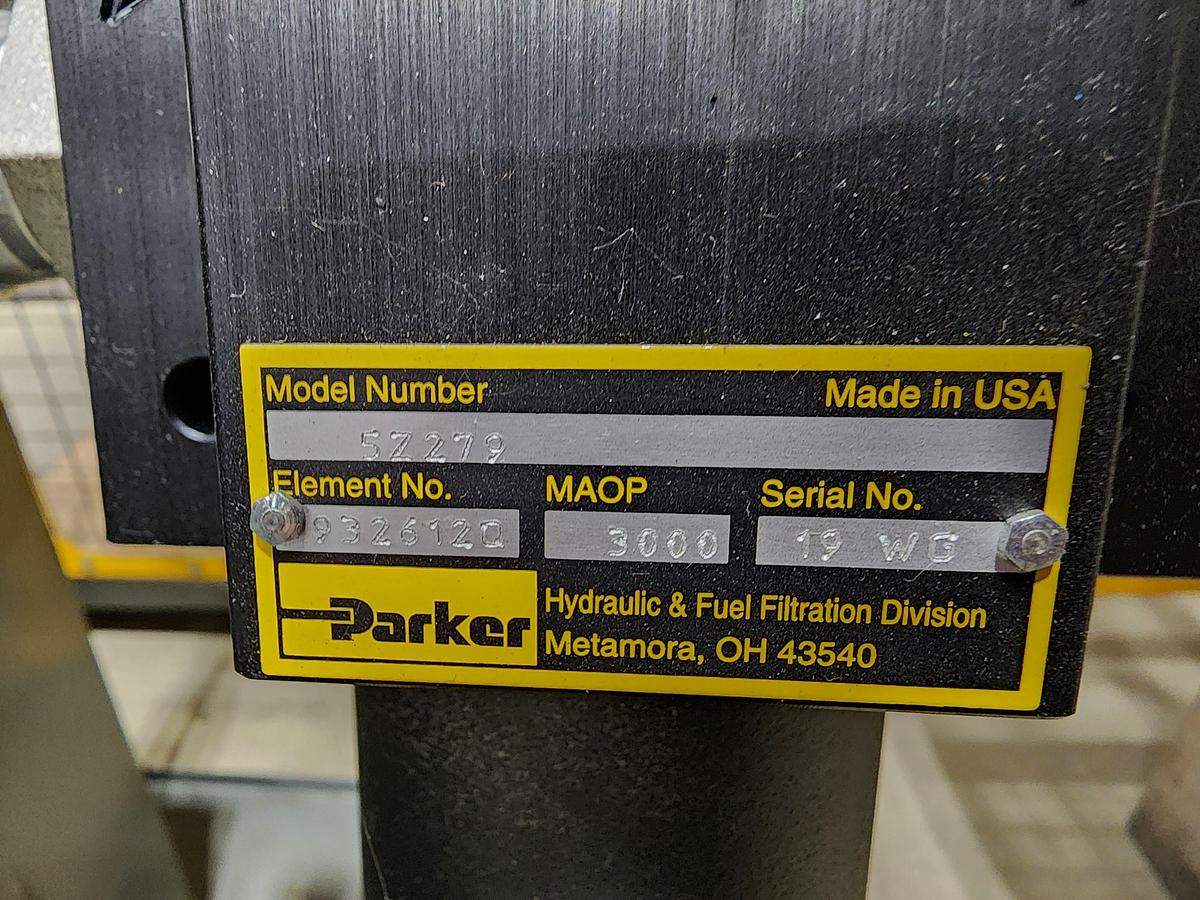 Model Number Made in USA
5Z279
Element No. MAOP Serial No.
932612Q 3000 19 WG
Parker Hydraulic & Fuel Filtration Division
Metamora, OH 43540